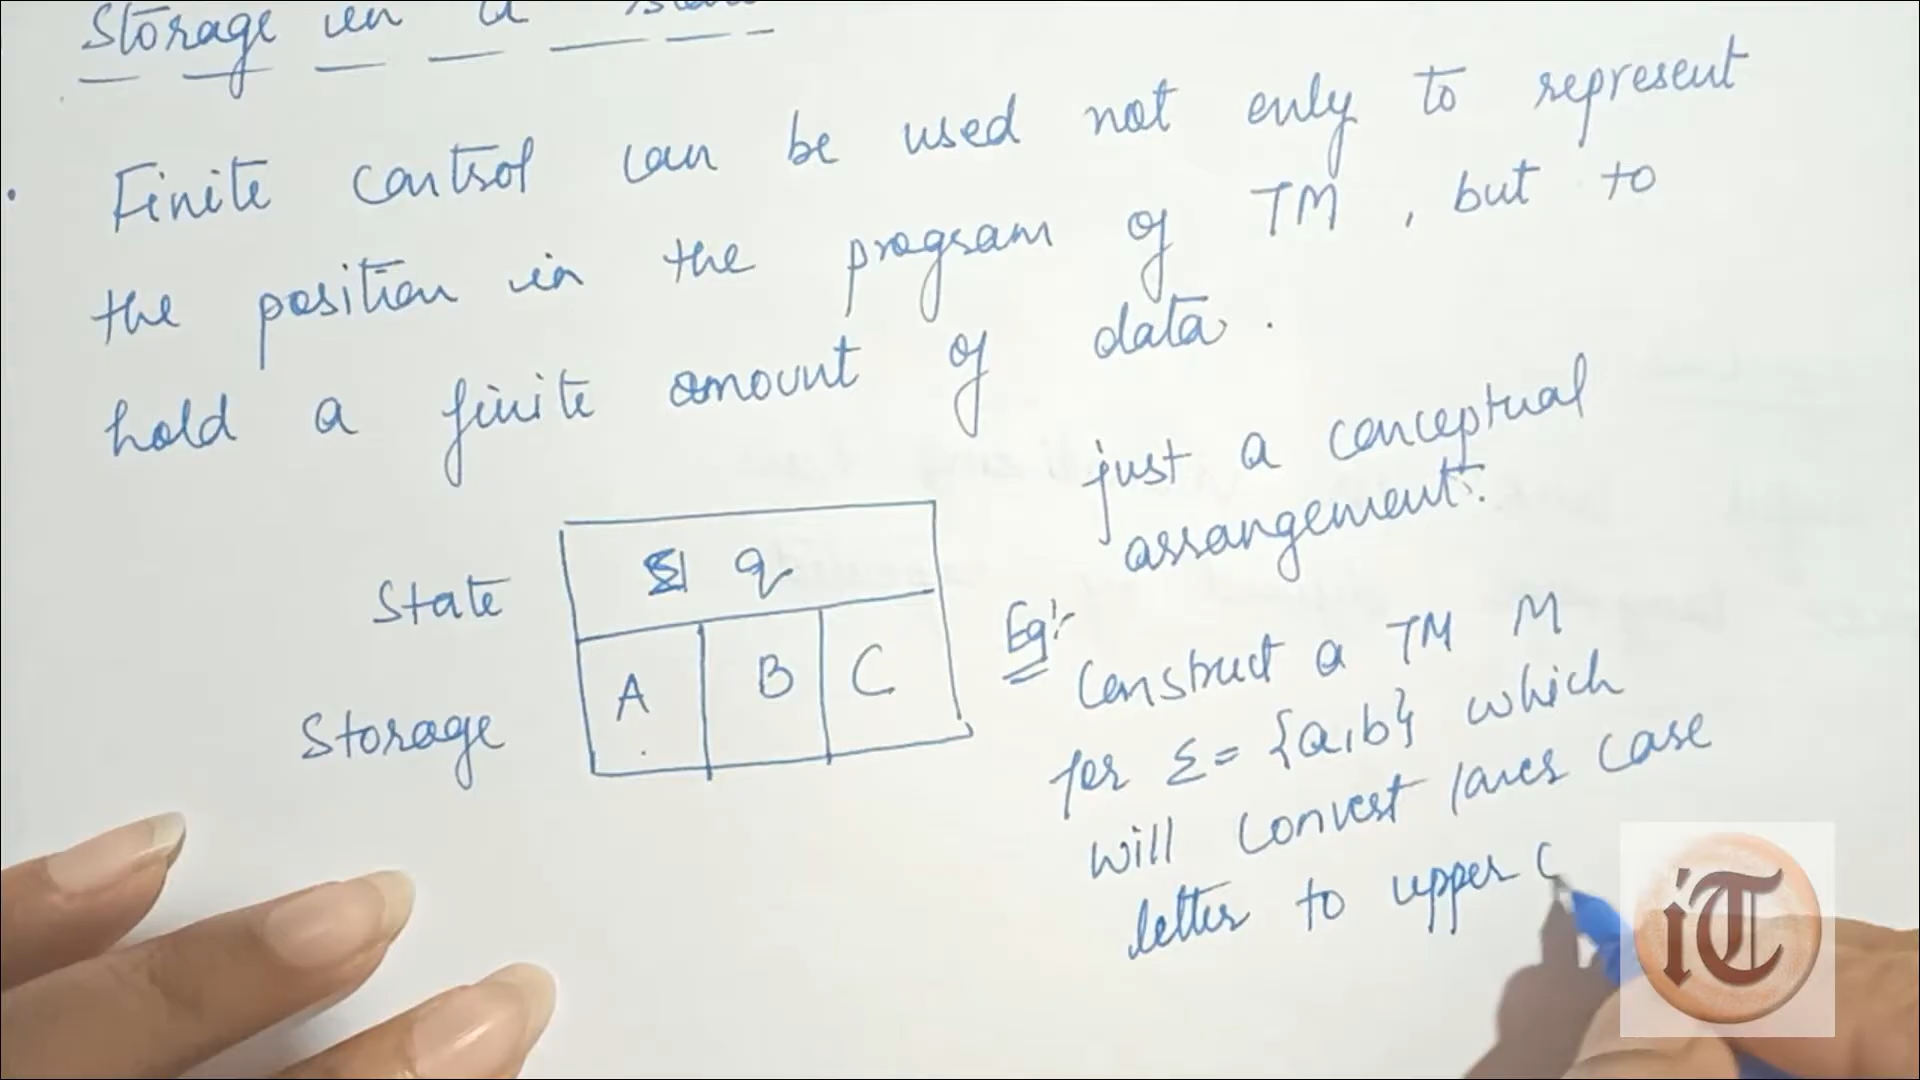 Storage in a
. Finite control can be used not only to represent
the position in the program of TM, but to
hold a finite amount of data.
just a conceptual
arrangement.
State
q
Storage
A B C
Eg:-
Construct a TM M
for Σ = {a,b} which
will convert lower case
letter to upper C
iT